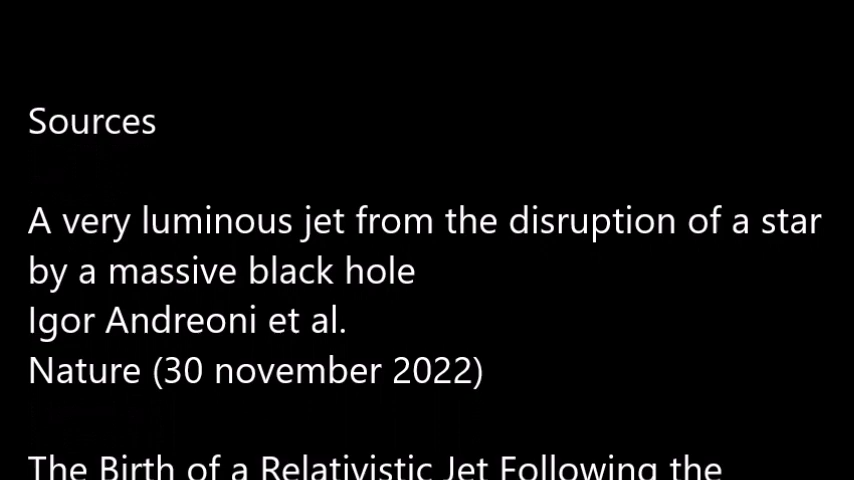 Sources
A very luminous jet from the disruption of a star
by a massive black hole
Igor Andreoni et al.
Nature (30 november 2022)
The Birth of a Relativistic Jet Following the